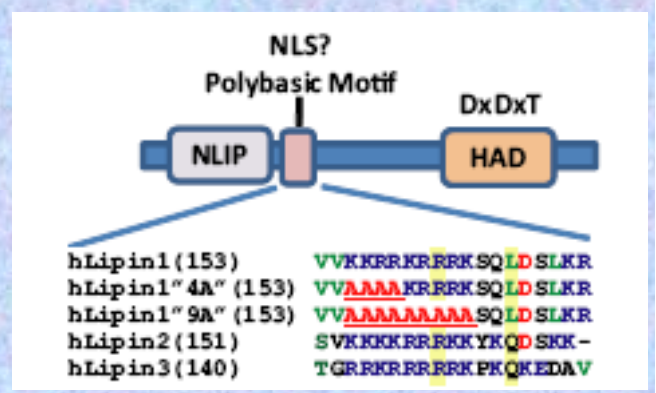 NLS?
Polybasic Motif
DxDxT
NLIP
HAD
hLipin1(153) VVKKRRKRRRKSQLDSLKR
hLipin1"4A"(153) VVAAAAKRRRKSQLDSLKR
hLipin1"9A"(153) VVAAAAAAAAASQLDSLKR
hLipin2(151) SVKKKKRRRKKYKQDSKK-
hLipin3(140) TGRRKRRRRRKPKQKEDAV